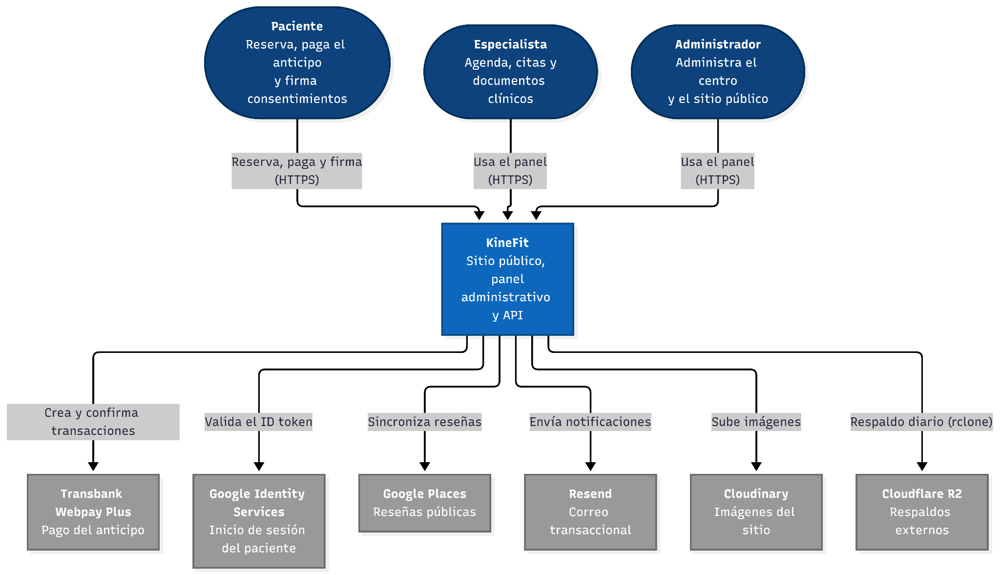 Paciente
Reserva, paga el
anticipo
y firma
consentimientos
Especialista
Agenda, citas y
documentos
clínicos
Administrador
Administra el
centro
y el sitio público
Reserva, paga y firma
(HTTPS)
Usa el panel
(HTTPS)
Usa el panel
(HTTPS)
KineFit
Sitio público,
panel
administrativo
y API
Crea y confirma
transacciones
Valida el ID token
Sincroniza reseñas
Envía notificaciones
Sube imágenes
Respaldo diario (rclone)
Transbank
Webpay Plus
Pago del anticipo
Google Identity
Services
Inicio de sesión
del paciente
Google Places
Reseñas públicas
Resend
Correo
transaccional
Cloudinary
Imágenes del
sitio
Cloudflare R2
Respaldos
externos